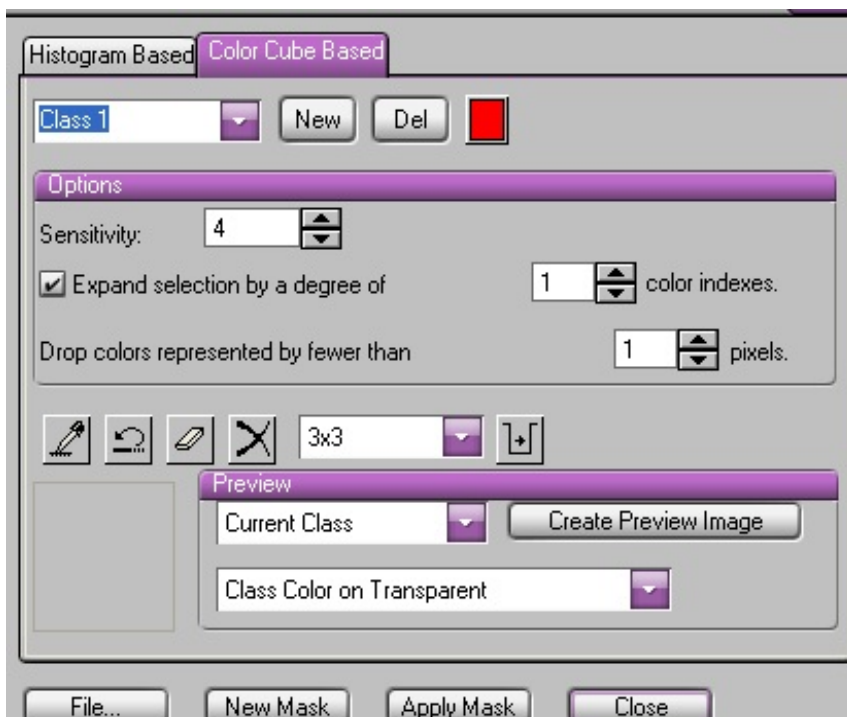 Histogram Based Color Cube Based
Class 1 New Del
Options
Sensitivity: 4
Expand selection by a degree of 1 color indexes.
Drop colors represented by fewer than 1 pixels.
3x3
Preview
Current Class Create Preview Image
Class Color on Transparent
File... New Mask Apply Mask Close